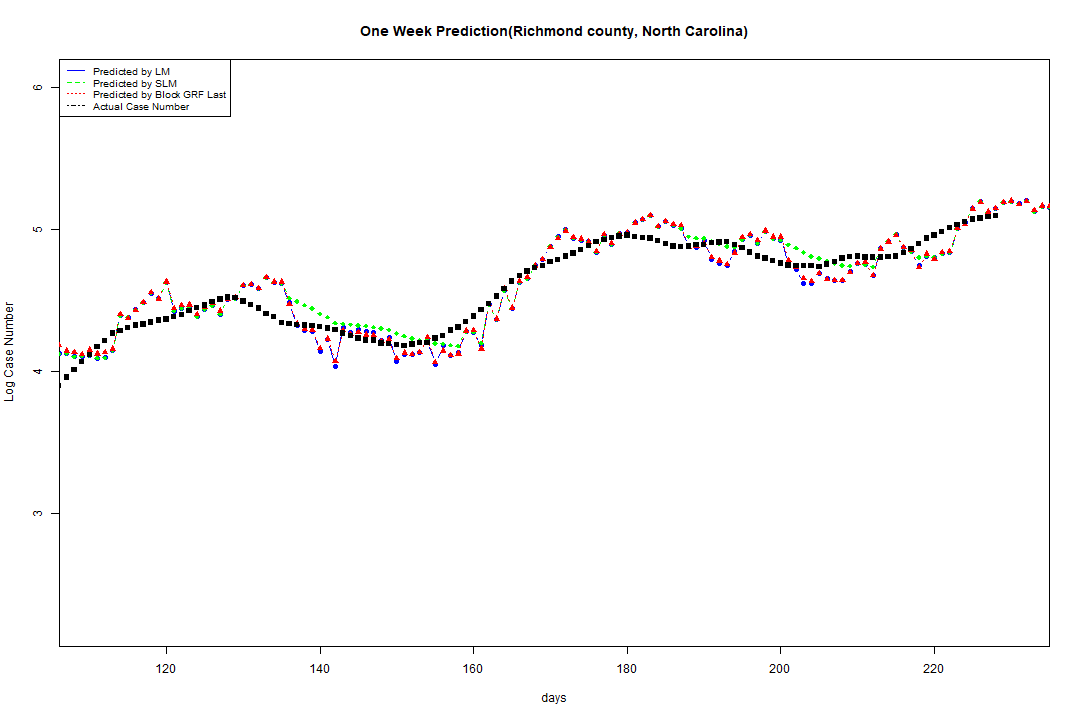 One Week Prediction(Richmond county, North Carolina)
Predicted by LM
Predicted by SLM
Predicted by Block GRF Last
Actual Case Number
6
5
4
3
Log Case Number
120 140 160 180 200 220
days